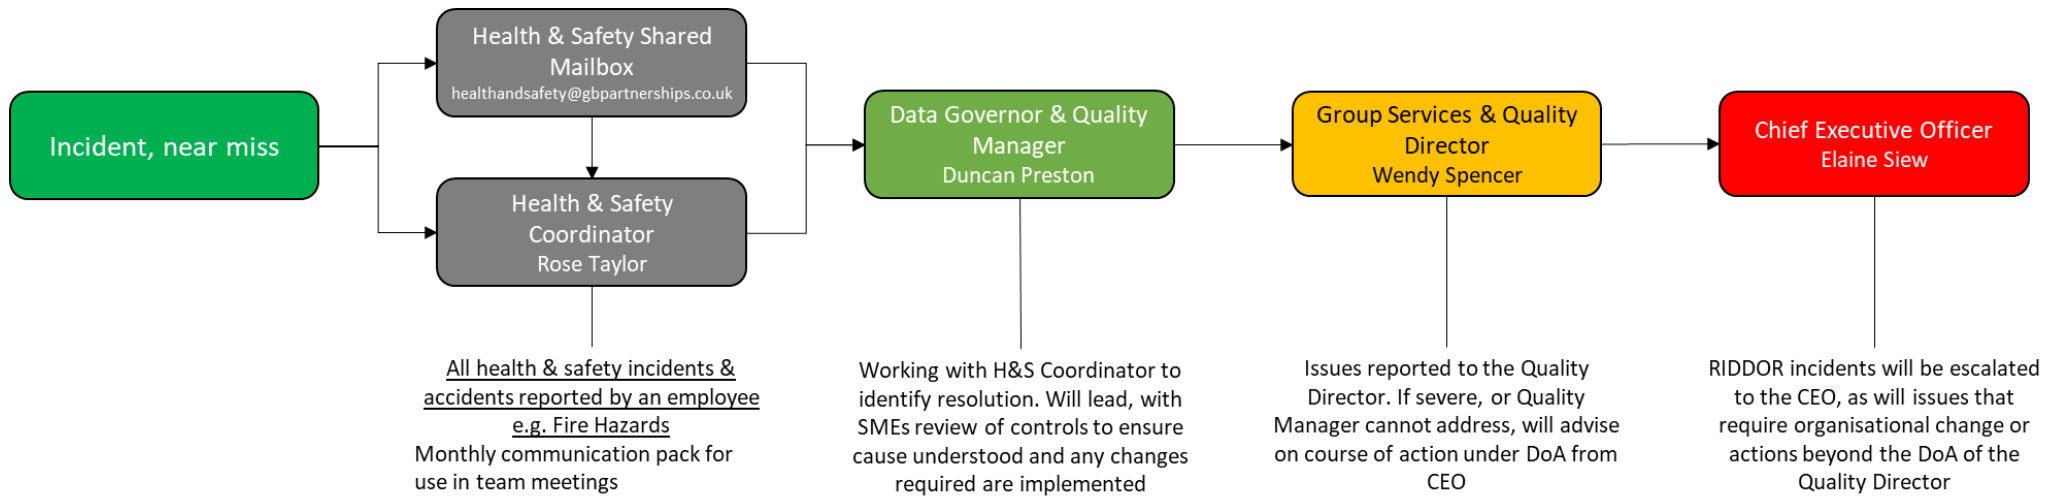 Incident, near miss
Health & Safety Shared
Mailbox
healthandsafety@gbpartnerships.co.uk
Health & Safety
Coordinator
Rose Taylor
All health & safety incidents &
accidents reported by an employee
e.g. Fire Hazards
Monthly communication pack for
use in team meetings
Data Governor & Quality
Manager
Duncan Preston
Working with H&S Coordinator to
identify resolution. Will lead, with
SMEs review of controls to ensure
cause understood and any changes
required are implemented
Group Services & Quality
Director
Wendy Spencer
Issues reported to the Quality
Director. If severe, or Quality
Manager cannot address, will advise
on course of action under DoA from
CEO
Chief Executive Officer
Elaine Siew
RIDDOR incidents will be escalated
to the CEO, as will issues that
require organisational change or
actions beyond the DoA of the
Quality Director